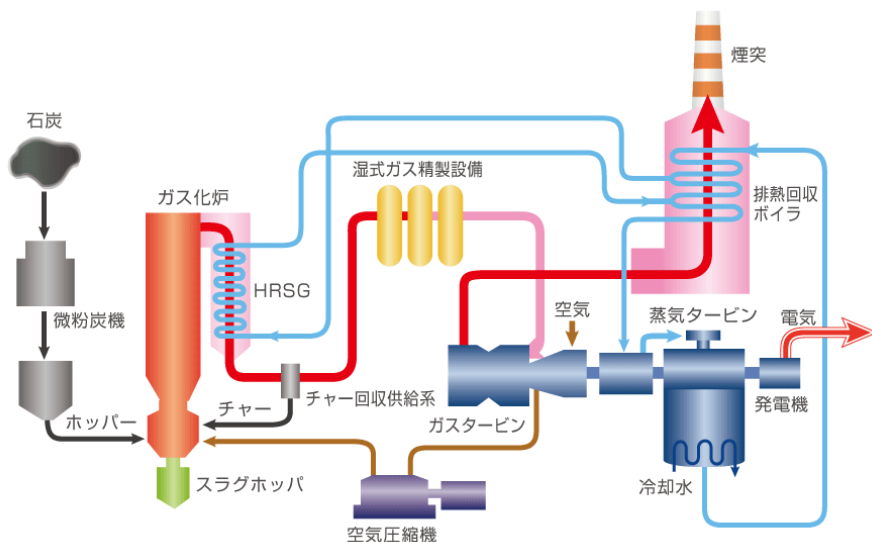 煙突
石炭
湿式ガス精製設備
ガス化炉
排熱回収
ボイラ
HRSG
空気
蒸気タービン
電気
微粉炭機
チャー回収供給系
発電機
ホッパー
チャー
ガスタービン
スラグホッパ
冷却水
空気圧縮機